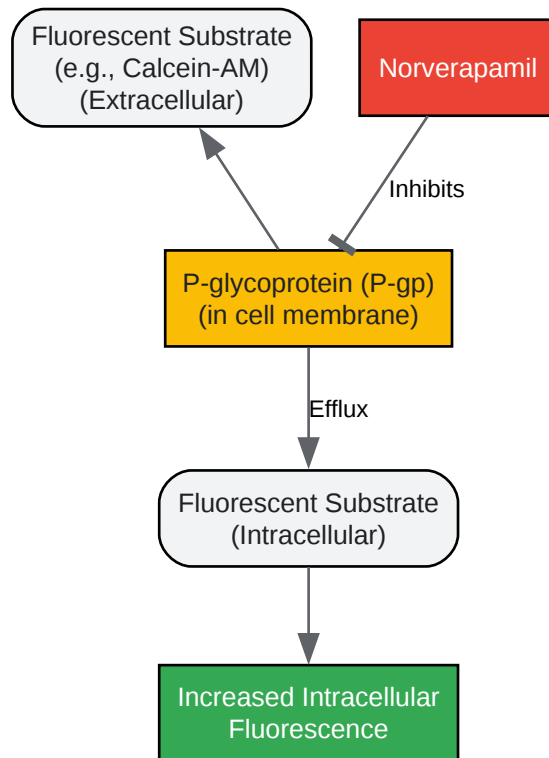 Fluorescent Substrate
(e.g., Calcein-AM)
(Extracellular)
Norverapamil
Inhibits
P-glycoprotein (P-gp)
(in cell membrane)
Efflux
Fluorescent Substrate
(Intracellular)
Increased Intracellular
Fluorescence